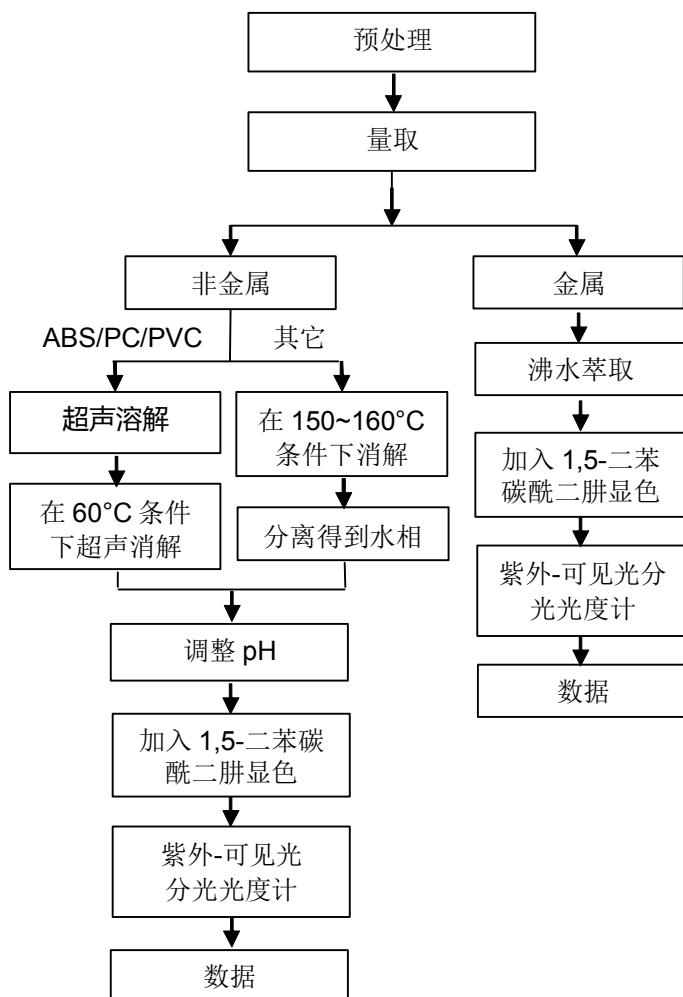 预处理
量取
非金属
金属
ABS/PC/PVC
其它
沸水萃取
超声溶解
在 150~160°C
条件下消解
加入 1,5-二苯
碳酰二肼显色
在 60°C 条件
下超声消解
分离得到水相
紫外-可见光分
光光度计
调整 pH
数据
加入 1,5-二苯碳
酰二肼显色
紫外-可见光
分光光度计
数据